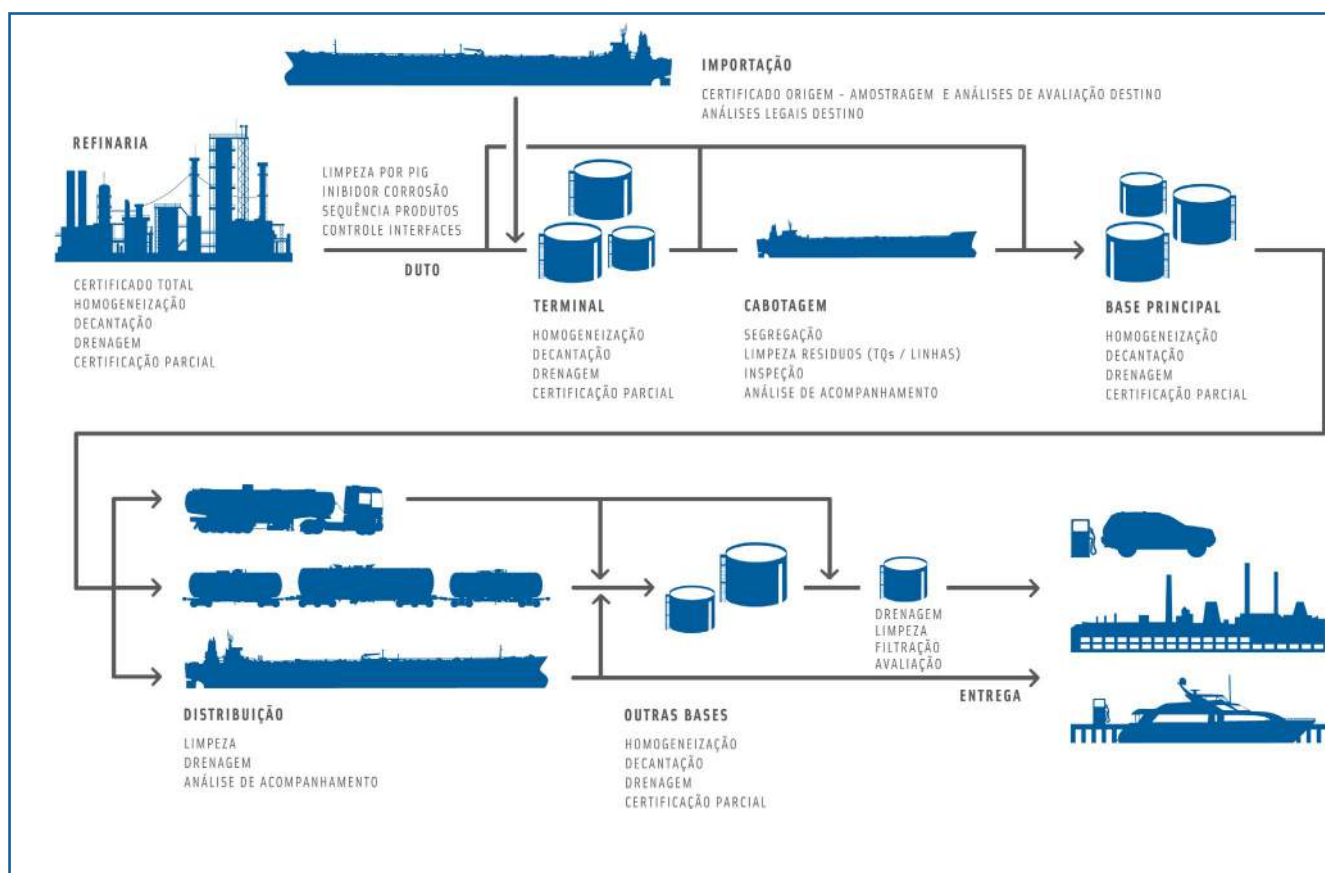 IMPORTAÇÃO
CERTIFICADO ORIGEM - AMOSTRAGEM E ANÁLISES DE AVALIAÇÃO DESTINO
ANÁLISES LEGAIS DESTINO
REFINARIA
CERTIFICADO TOTAL
HOMOGENEIZAÇÃO
DECANTAÇÃO
DRENAGEM
CERTIFICAÇÃO PARCIAL
LIMPEZA POR PIG
INIBIDOR CORROSÃO
SEQUÊNCIA PRODUTOS
CONTROLE INTERFACES
DUTO
TERMINAL
HOMOGENEIZAÇÃO
DECANTAÇÃO
DRENAGEM
CERTIFICAÇÃO PARCIAL
CABOTAGEM
SEGREGAÇÃO
LIMPEZA RESIDUOS (TQs / LINHAS)
INSPEÇÃO
ANÁLISE DE ACOMPANHAMENTO
BASE PRINCIPAL
HOMOGENEIZAÇÃO
DECANTAÇÃO
DRENAGEM
CERTIFICAÇÃO PARCIAL
DISTRIBUIÇÃO
LIMPEZA
DRENAGEM
ANÁLISE DE ACOMPANHAMENTO
OUTRAS BASES
HOMOGENEIZAÇÃO
DECANTAÇÃO
DRENAGEM
CERTIFICAÇÃO PARCIAL
DRENAGEM
LIMPEZA
FILTRAÇÃO
AVALIAÇÃO
ENTREGA